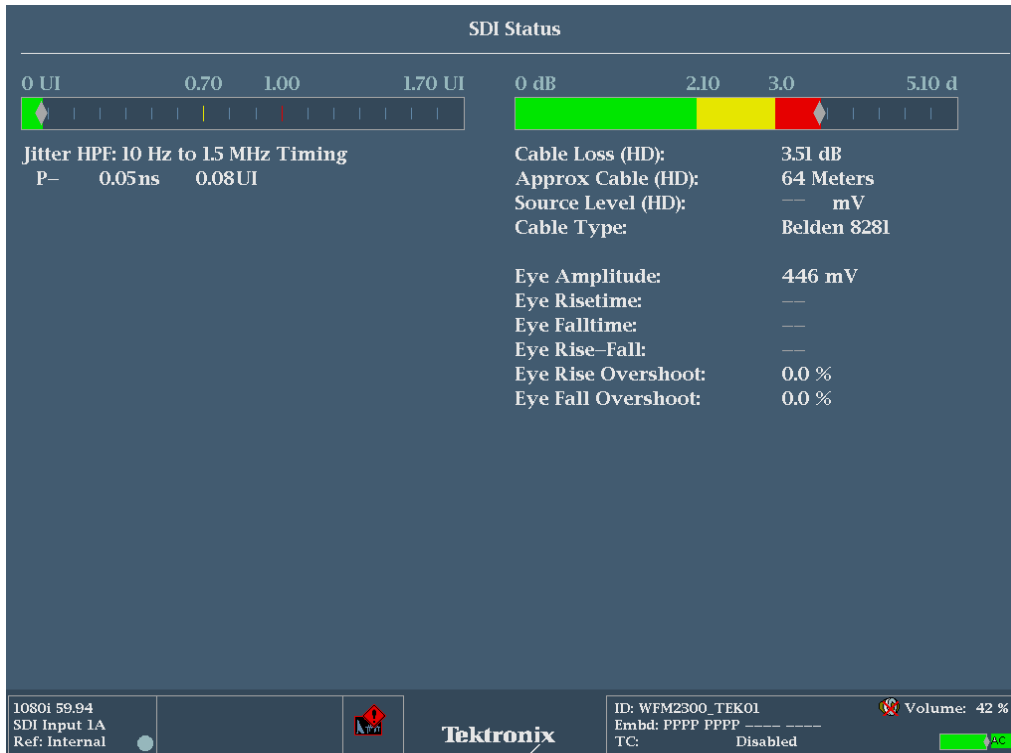 SDI Status
0 UI 0.70 1.00 1.70 UI
0 dB 2.10 3.0 5.10 d
Jitter HPF: 10 Hz to 1.5 MHz Timing
P– 0.05ns 0.08UI
Cable Loss (HD): 3.51 dB
Approx Cable (HD): 64 Meters
Source Level (HD): –– mV
Cable Type: Belden 8281
Eye Amplitude: 446 mV
Eye Risetime: ––
Eye Falltime: ––
Eye Rise–Fall: ––
Eye Rise Overshoot: 0.0 %
Eye Fall Overshoot: 0.0 %
1080i 59.94
SDI Input 1A
Ref: Internal
Tektronix
ID: WFM2300_TEK01
Embd: PPPP PPPP –––– ––––
TC: Disabled
Volume: 42 %
AC